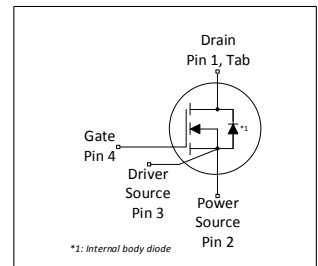 Drain
Pin 1, Tab
*1
Gate
Pin 4
Driver
Source
Pin 3
Power
Source
Pin 2
*1: Internal body diode